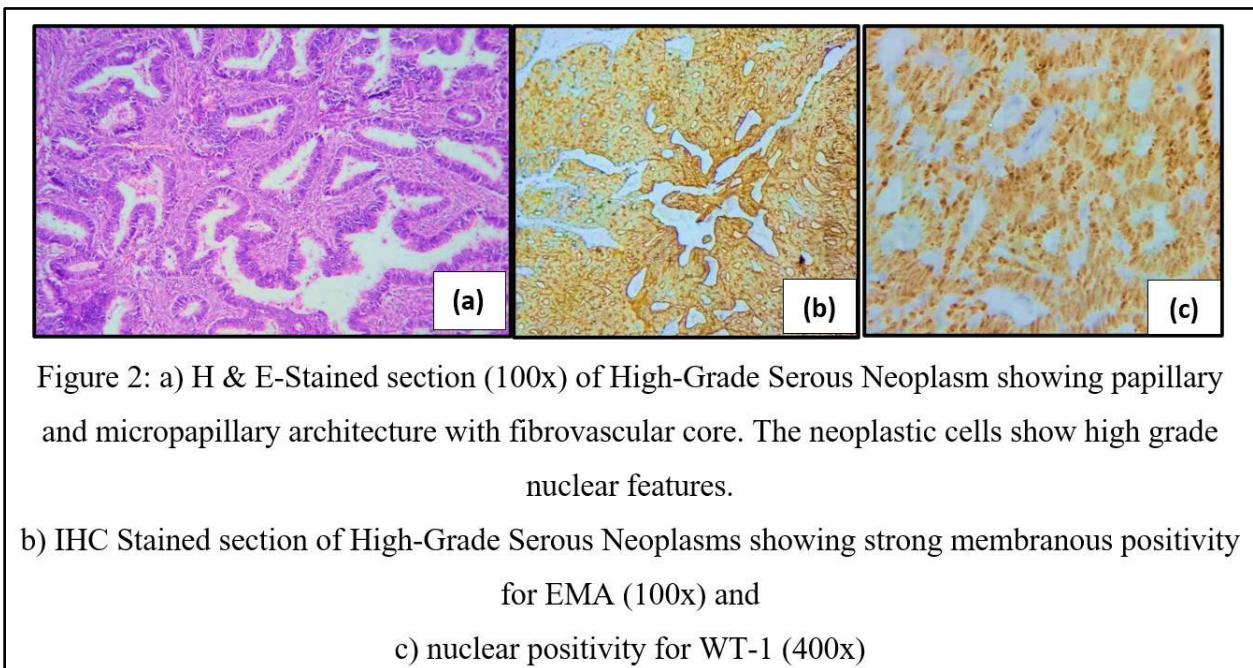 (a)
(b)
(c)
Figure 2: a) H & E-Stained section (100x) of High-Grade Serous Neoplasm showing papillary
and micropapillary architecture with fibrovascular core. The neoplastic cells show high grade
nuclear features.
b) IHC Stained section of High-Grade Serous Neoplasms showing strong membranous positivity
for EMA (100x) and
c) nuclear positivity for WT-1 (400x)